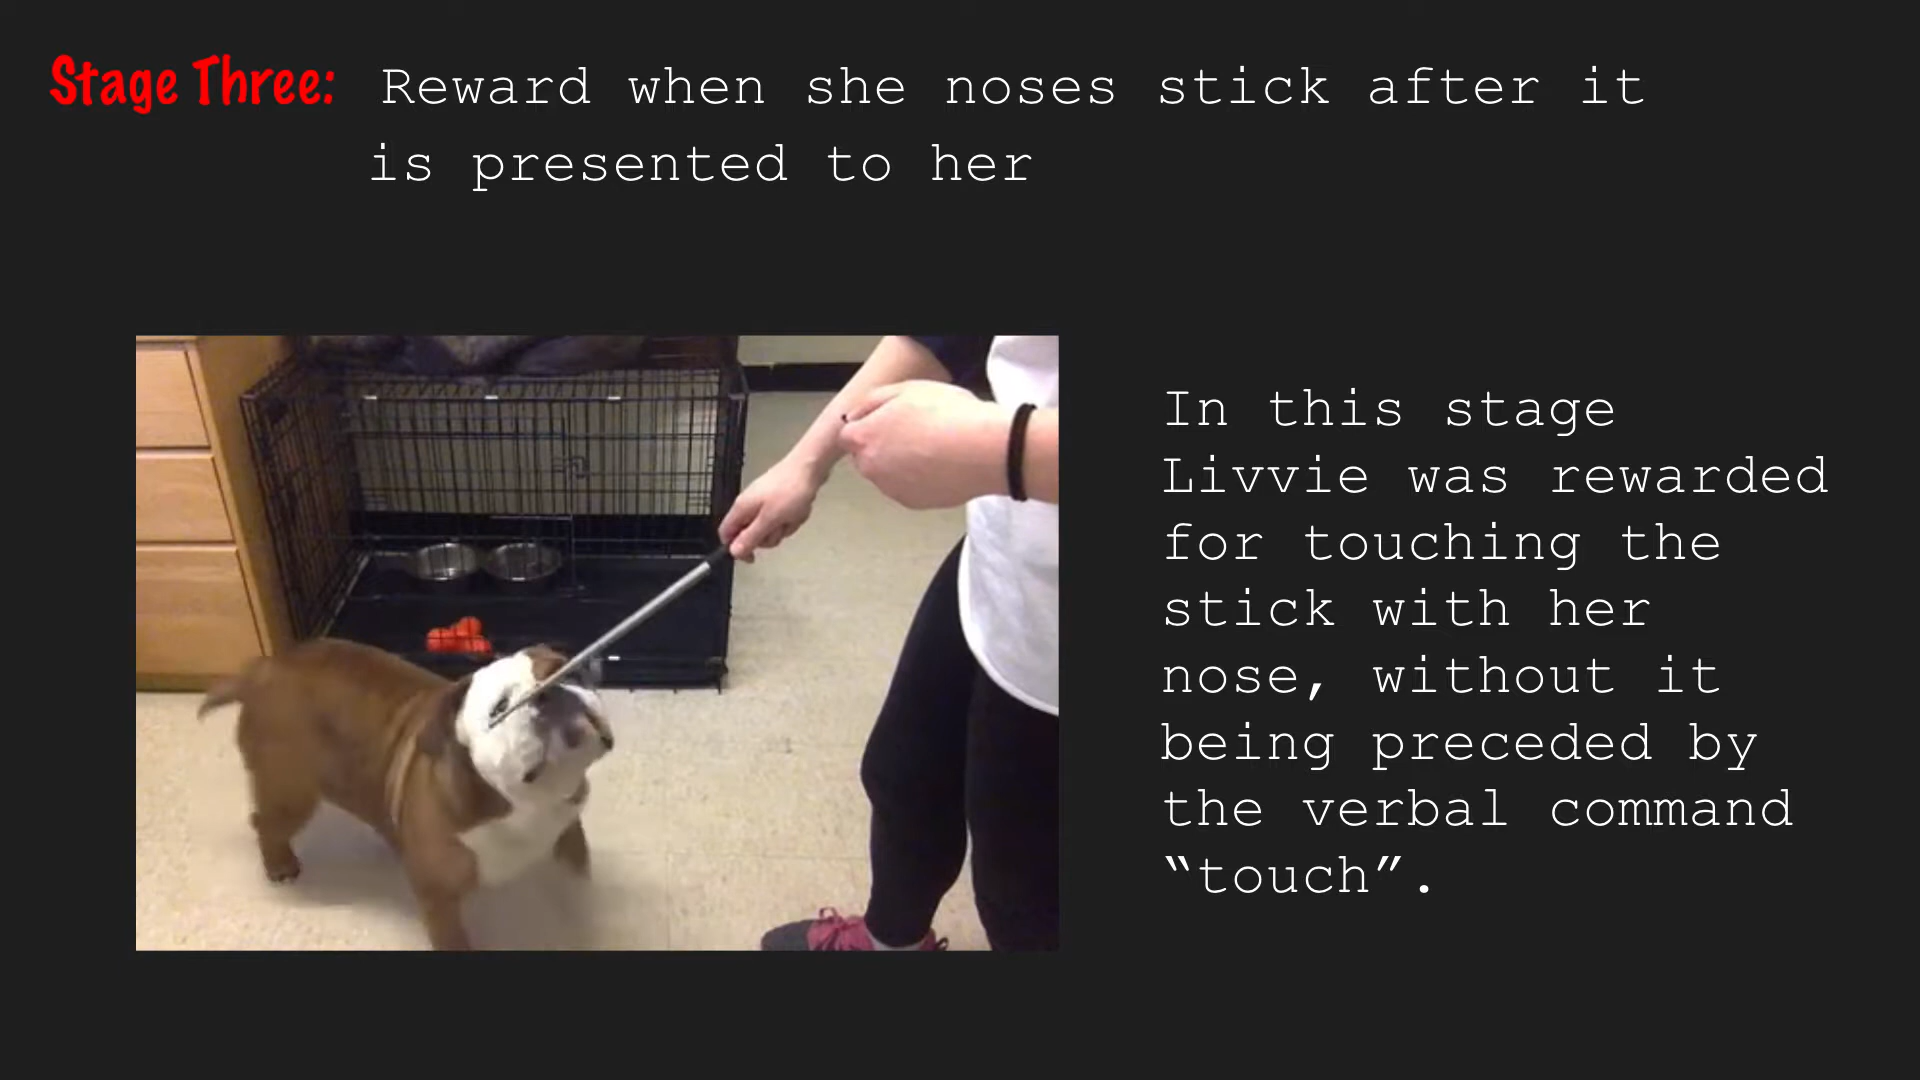 Stage Three: Reward when she noses stick after it
is presented to her
In this stage
Livvie was rewarded
for touching the
stick with her
nose, without it
being preceded by
the verbal command
“touch”.